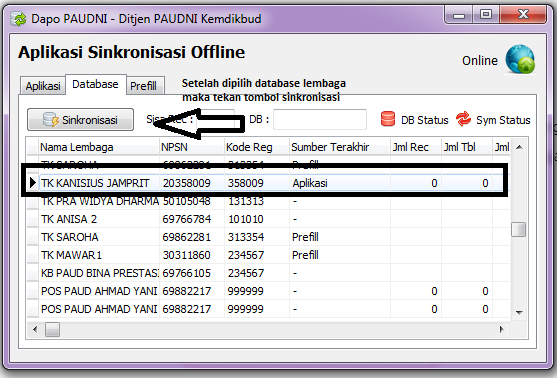 Dapo PAUDNI - Ditjen PAUDNI Kemdikbud
Aplikasi Sinkronisasi Offline
Online
Aplikasi Database Prefill
Setelah dipilih database lembaga
maka tekan tombol sinkronisasi
Sinkronisasi DB : DB Status Sym Status
Nama Lembaga NPSN Kode Reg Sumber Terakhir Jml Rec Jml Tbl Jml
TK SAROHA 69862281 313354 Prefill
TK KANISIUS JAMPRIT 20358009 358009 Aplikasi 0 0
TK PRA WIDYA DHARMA 50105048 131313 -
TK ANISA 2 69766784 101010 -
TK SAROHA 69862281 313354 Prefill
TK MAWAR1 30311860 234567 Prefill
KB PAUD BINA PRESTAS 69766105 234567 -
POS PAUD AHMAD YANI 69882217 999999 - 0 0
POS PAUD AHMAD YANI 69882217 999999 - 0 0